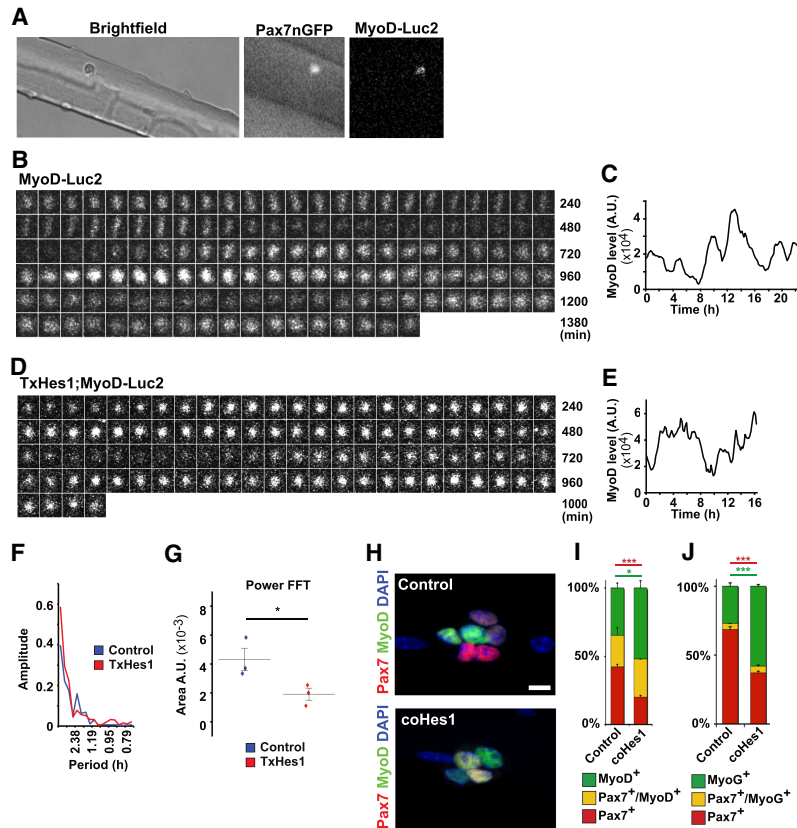 A
Brightfield
Pax7nGFP
MyoD-Luc2
B
MyoD-Luc2
240
480
720
960
1200
1380
(min)
C
MyoD level (A.U.)
(x10⁴)
4
2
0
0 4 8 12 16 20
Time (h)
D
TxHes1;MyoD-Luc2
240
480
720
960
1000
(min)
E
MyoD level (A.U.)
(x10⁴)
6
4
2
0
0 4 8 12 16
Time (h)
F
Amplitude
0.6
0.4
0.2
0
2.38 1.19 0.95 0.79
Period (h)
Control
TxHes1
G
Power FFT
Area A.U. (x10-3)
8
6
4
2
0
*
Control
TxHes1
H
Pax7 MyoD DAPI
Control
Pax7 MyoD DAPI
coHes1
I
***
*
100%
50%
0%
Control
coHes1
MyoD⁺
Pax7⁺/MyoD⁺
Pax7⁺
J
***
***
100%
50%
0%
Control
coHes1
MyoG⁺
Pax7⁺/MyoG⁺
Pax7⁺